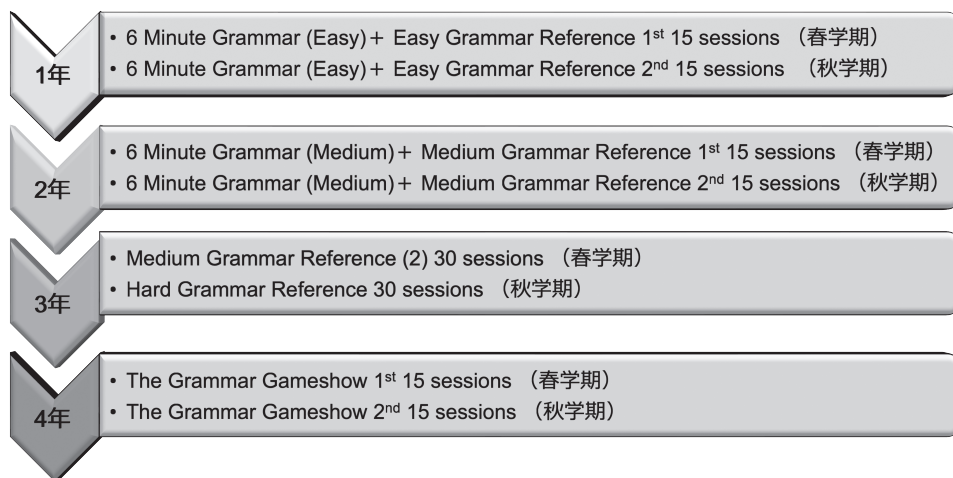 1年
• 6 Minute Grammar (Easy)+ Easy Grammar Reference 1st 15 sessions （春学期）
• 6 Minute Grammar (Easy)+ Easy Grammar Reference 2nd 15 sessions （秋学期）
2年
• 6 Minute Grammar (Medium)+ Medium Grammar Reference 1st 15 sessions （春学期）
• 6 Minute Grammar (Medium)+ Medium Grammar Reference 2nd 15 sessions （秋学期）
3年
• Medium Grammar Reference (2) 30 sessions （春学期）
• Hard Grammar Reference 30 sessions （秋学期）
4年
• The Grammar Gameshow 1st 15 sessions （春学期）
• The Grammar Gameshow 2nd 15 sessions （秋学期）